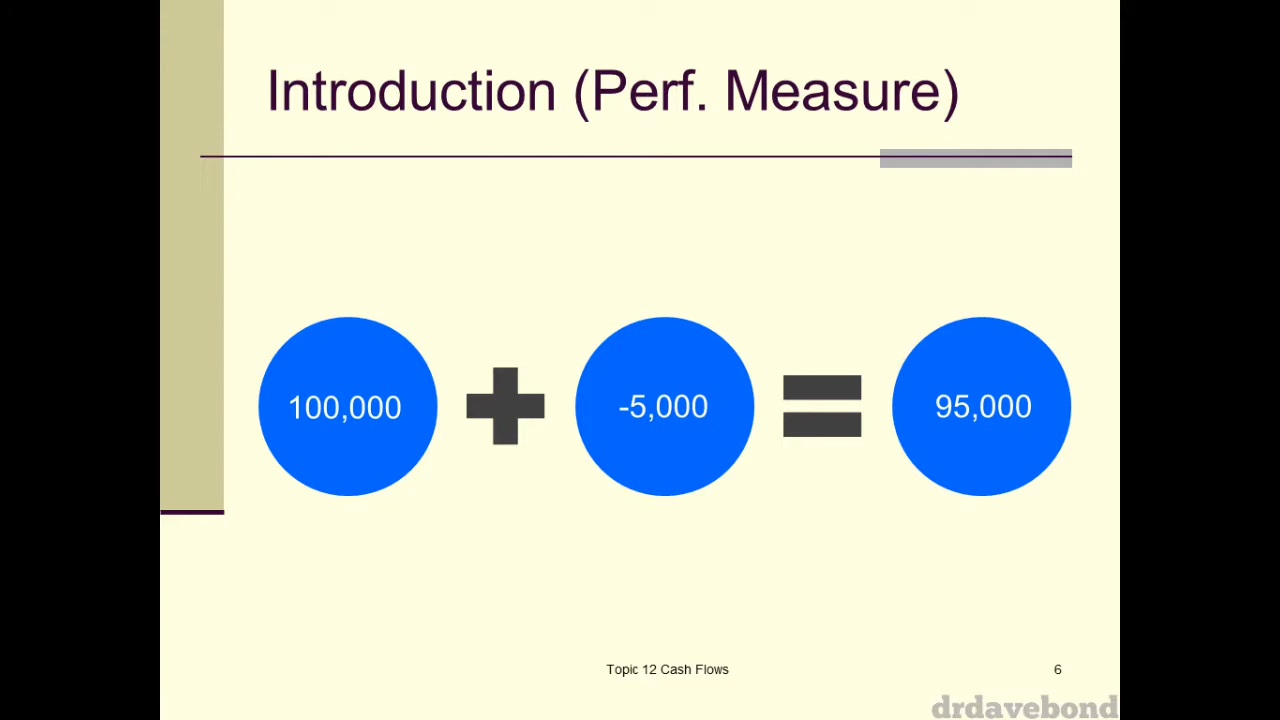 Introduction (Perf. Measure)
100,000 + -5,000 = 95,000
Topic 12 Cash Flows 6
drdavebond